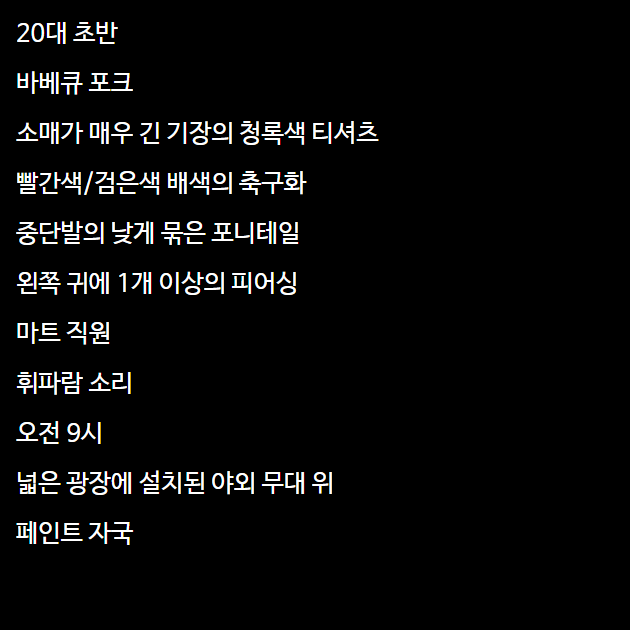 20대 초반
바베큐 포크
소매가 매우 긴 기장의 청록색 티셔츠
빨간색/검은색 배색의 축구화
중단발의 낮게 묶은 포니테일
왼쪽 귀에 1개 이상의 피어싱
마트 직원
휘파람 소리
오전 9시
넓은 광장에 설치된 야외 무대 위
페인트 자국